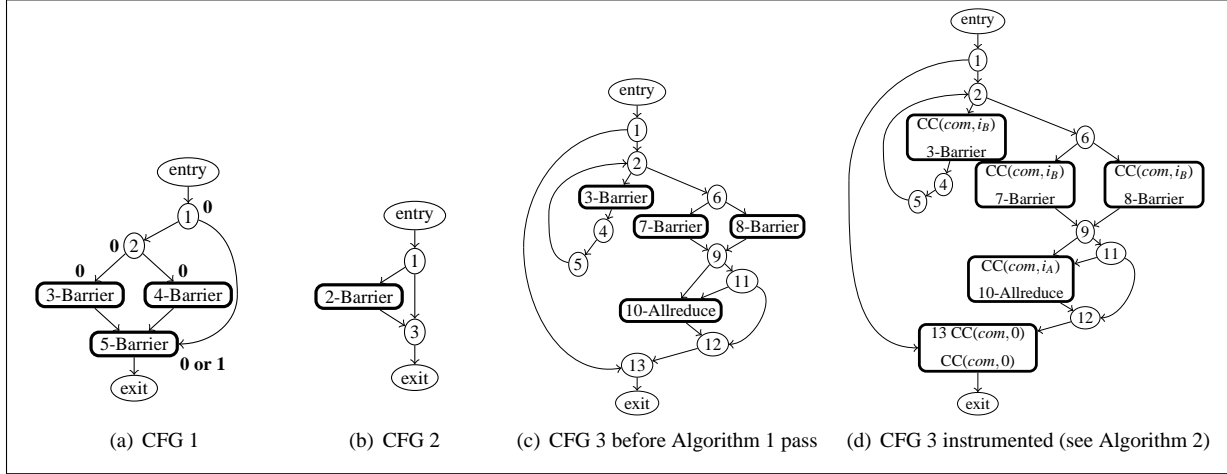 entry
1
0
2
0
0
0
3-Barrier
4-Barrier
5-Barrier
0 or 1
exit
(a) CFG 1
entry
1
2-Barrier
3
exit
(b) CFG 2
entry
1
2
3-Barrier
6
4
7-Barrier
8-Barrier
5
9
11
10-Allreduce
12
13
exit
(c) CFG 3 before Algorithm 1 pass
entry
1
2
CC(com, iB)
3-Barrier
6
4
5
CC(com, iB)
7-Barrier
CC(com, iB)
8-Barrier
9
11
CC(com, iA)
10-Allreduce
12
13 CC(com, 0)
CC(com, 0)
exit
(d) CFG 3 instrumented (see Algorithm 2)